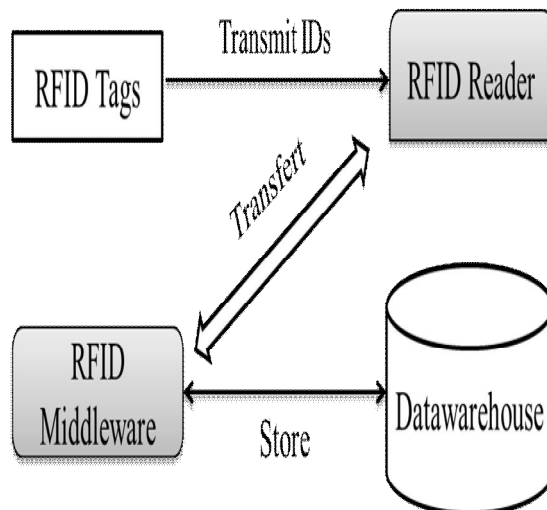 Transmit IDs
RFID Tags
RFID Reader
Transfert
RFID
Middleware
Datawarehouse
Store